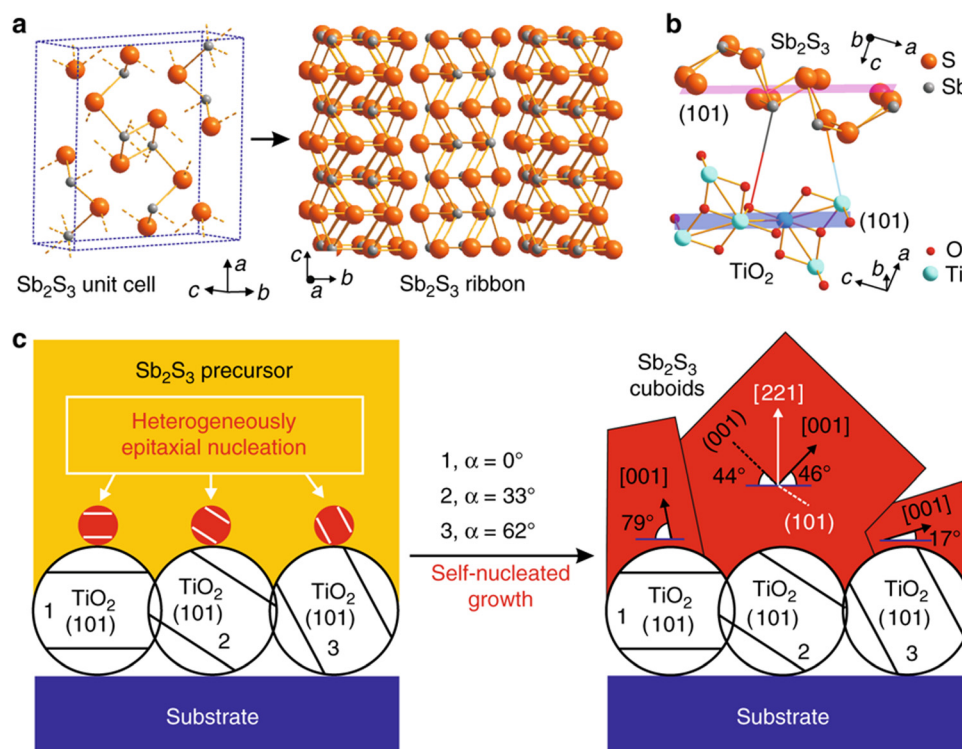 a
Sb₂S₃ unit cell
a
c
b
c
a
b
Sb₂S₃ ribbon
b
Sb₂S₃
b
a
c
S
Sb
(101)
(101)
TiO₂
a
b
c
O
Ti
c
Sb₂S₃ precursor
Heterogeneously
epitaxial nucleation
TiO₂
(101)
1
TiO₂
(101)
2
TiO₂
(101)
3
Substrate
1, α = 0°
2, α = 33°
3, α = 62°
Self-nucleated
growth
Sb₂S₃
cuboids
[221]
(001)
[001]
44°
46°
(101)
[001]
79°
[001]
17°
TiO₂
(101)
1
TiO₂
(101)
2
TiO₂
(101)
3
Substrate